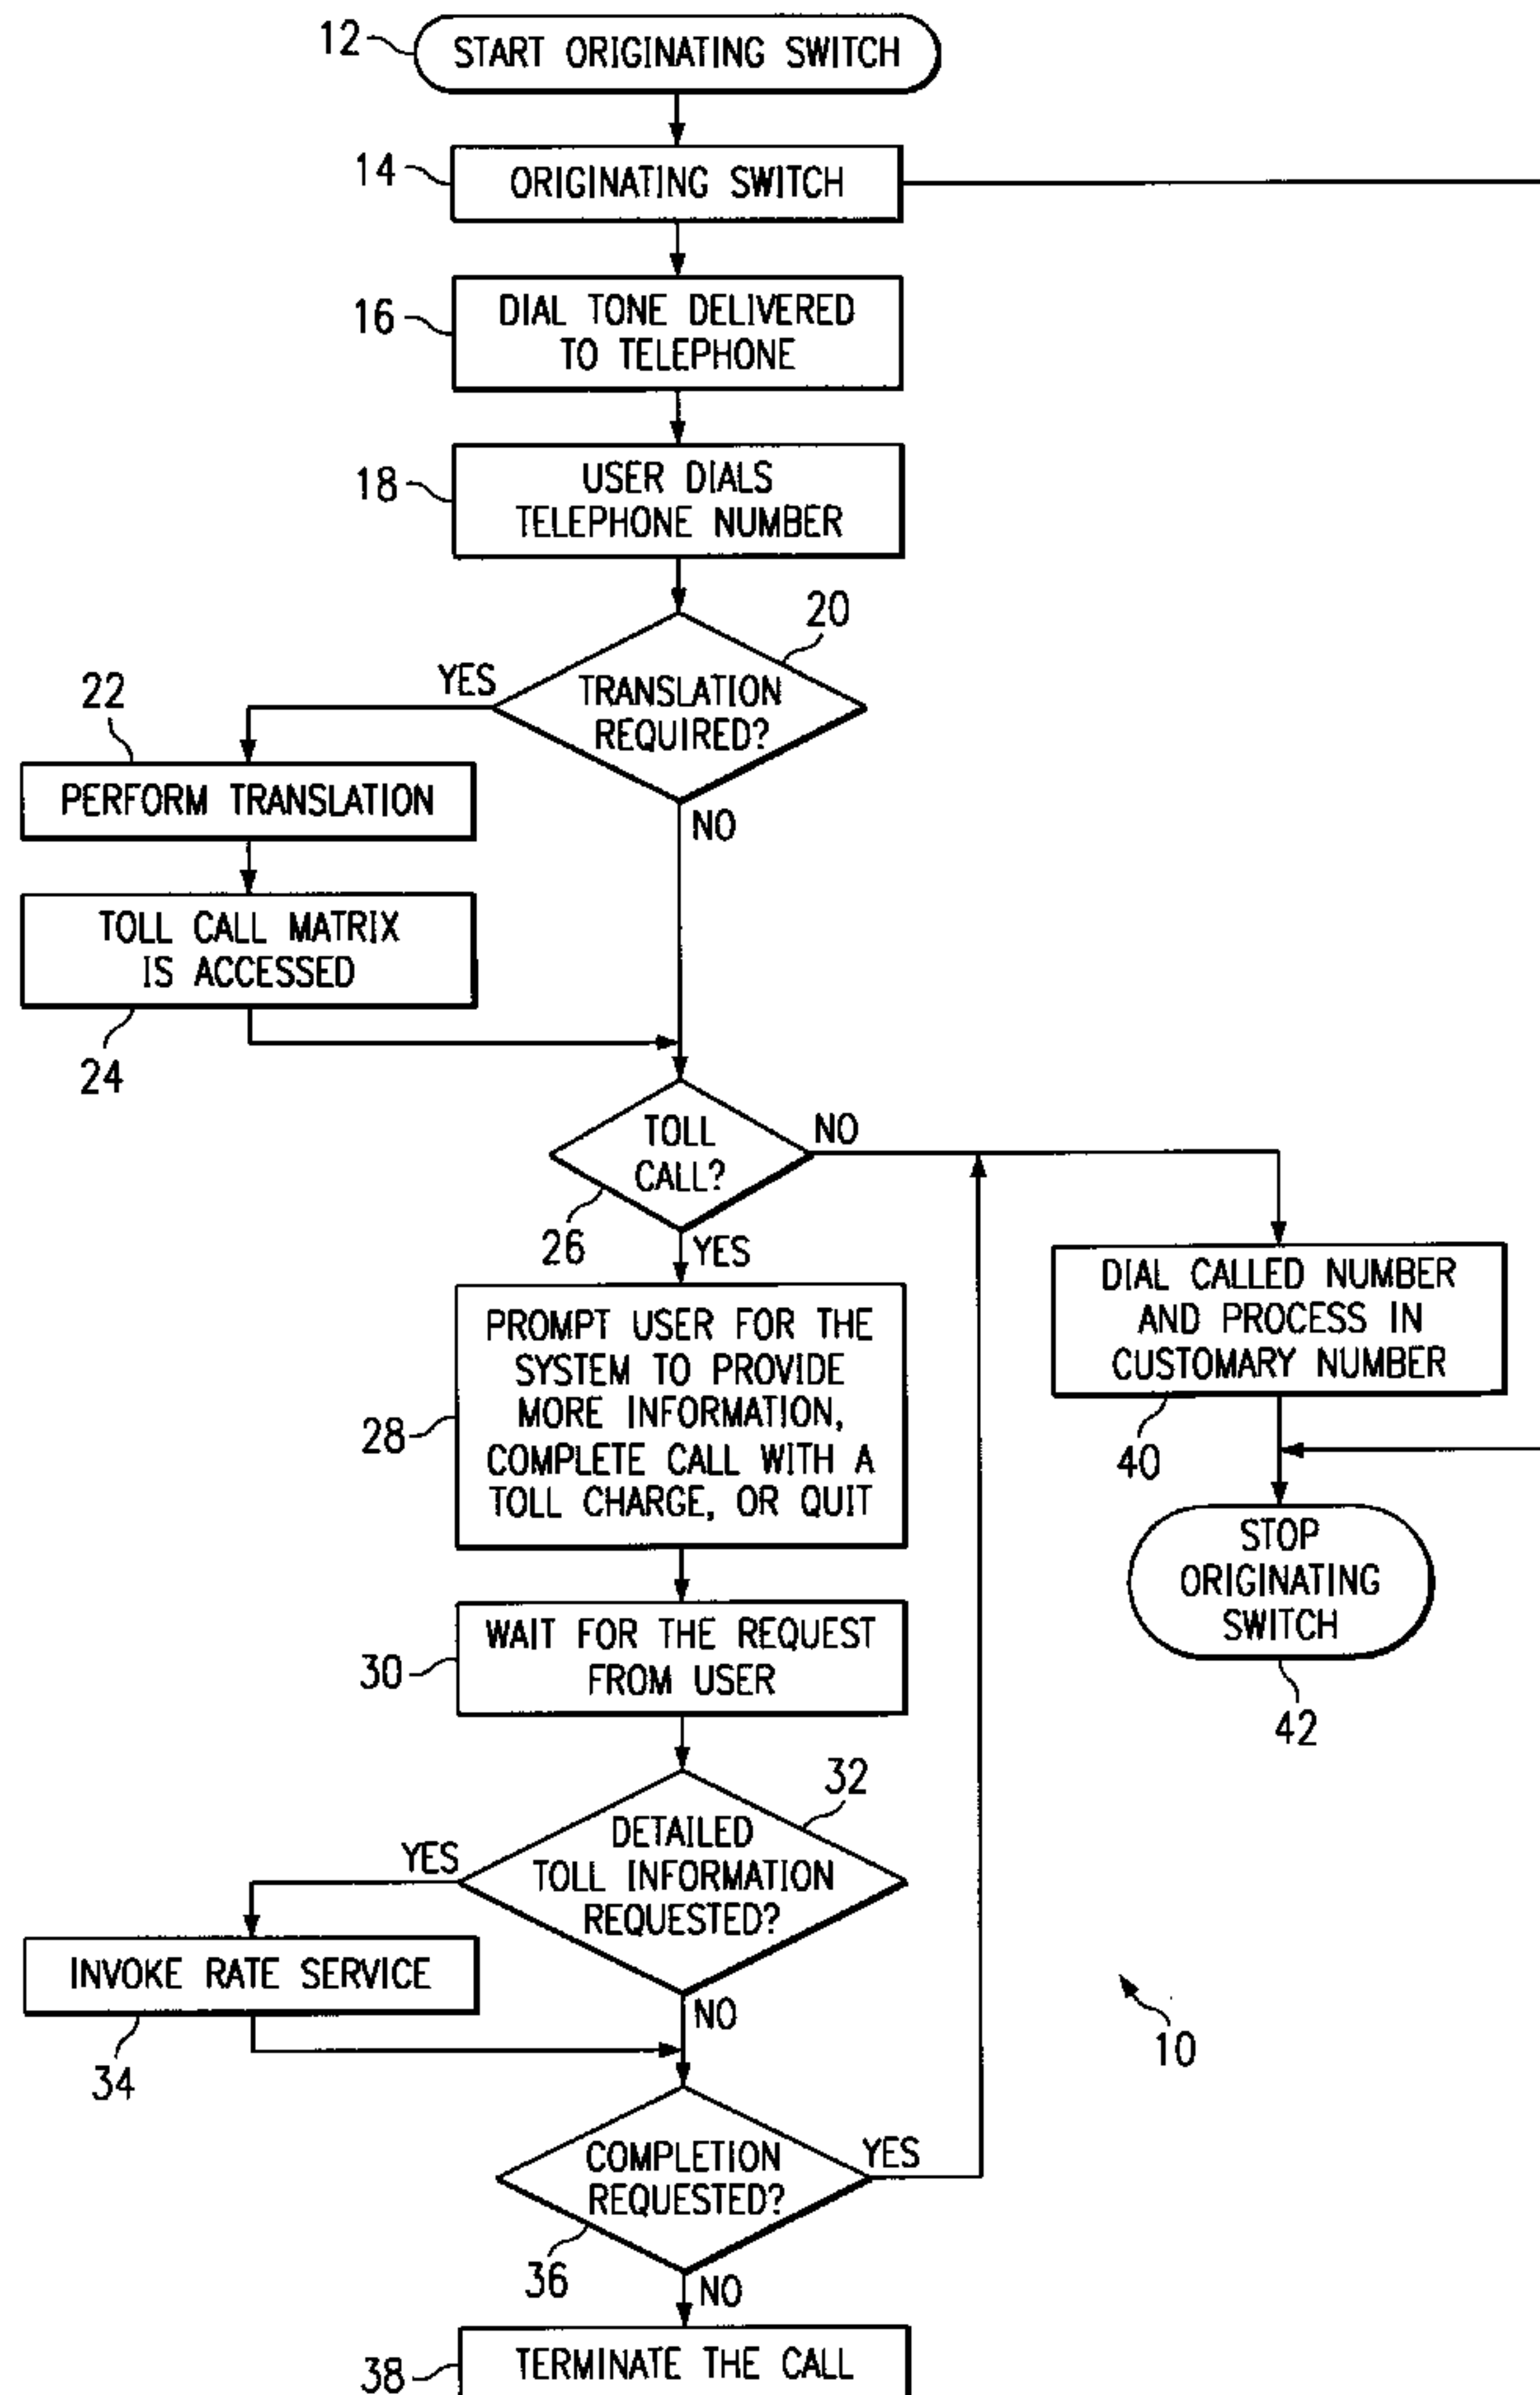 12
START ORIGINATING SWITCH
14
ORIGINATING SWITCH
16
DIAL TONE DELIVERED
TO TELEPHONE
18
USER DIALS
TELEPHONE NUMBER
20
TRANSLATION
REQUIRED?
YES
NO
22
PERFORM TRANSLATION
TOLL CALL MATRIX
IS ACCESSED
24
TOLL
CALL?
NO
26
YES
PROMPT USER FOR THE
SYSTEM TO PROVIDE
MORE INFORMATION,
COMPLETE CALL WITH A
TOLL CHARGE, OR QUIT
28
DIAL CALLED NUMBER
AND PROCESS IN
CUSTOMARY NUMBER
40
STOP
ORIGINATING
SWITCH
42
WAIT FOR THE REQUEST
FROM USER
30
32
DETAILED
TOLL INFORMATION
REQUESTED?
YES
NO
INVOKE RATE SERVICE
34
10
COMPLETION
REQUESTED?
YES
36
NO
TERMINATE THE CALL
38